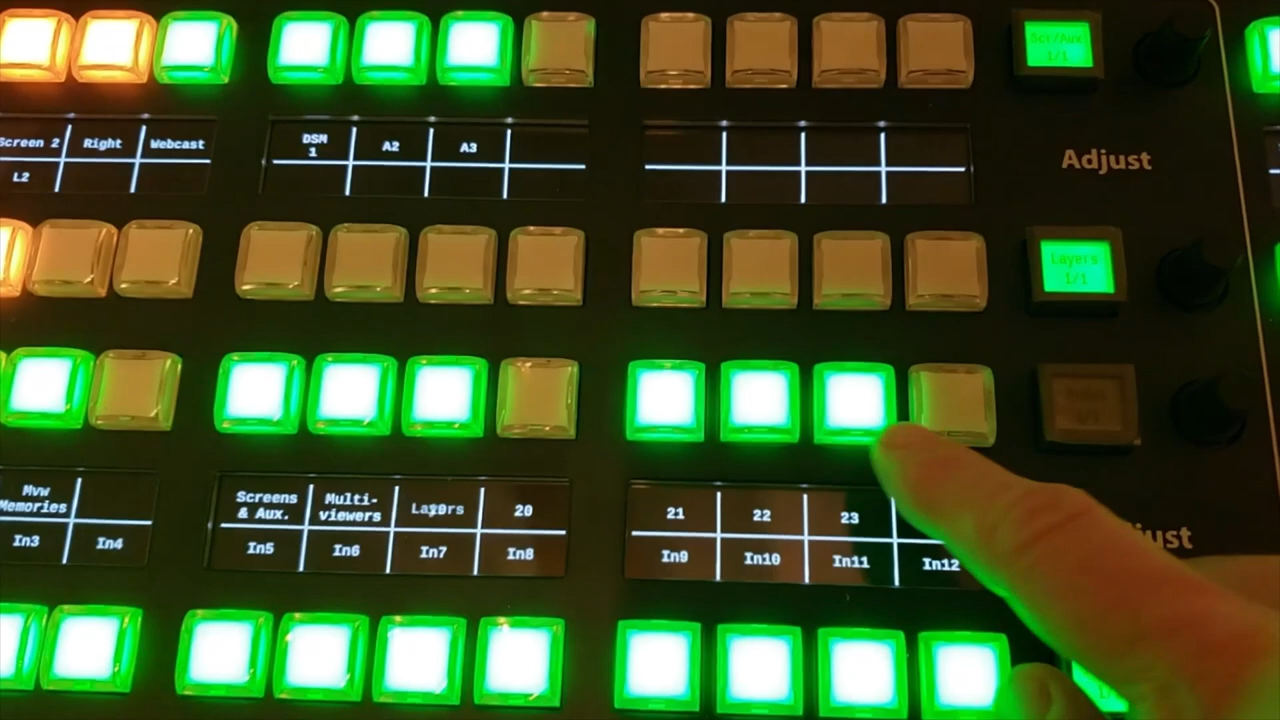 Scr/Aux
1/1
Screen 2 Right Webcast DSM A2 A3
1
L2
Adjust
Layers
1/1
Mvw
Memories
Screens
& Aux.
Multi-
viewers
Layers
20
21 22 23
In3 In4 In5 In6 In7 In8 In9 In10 In11 In12
just